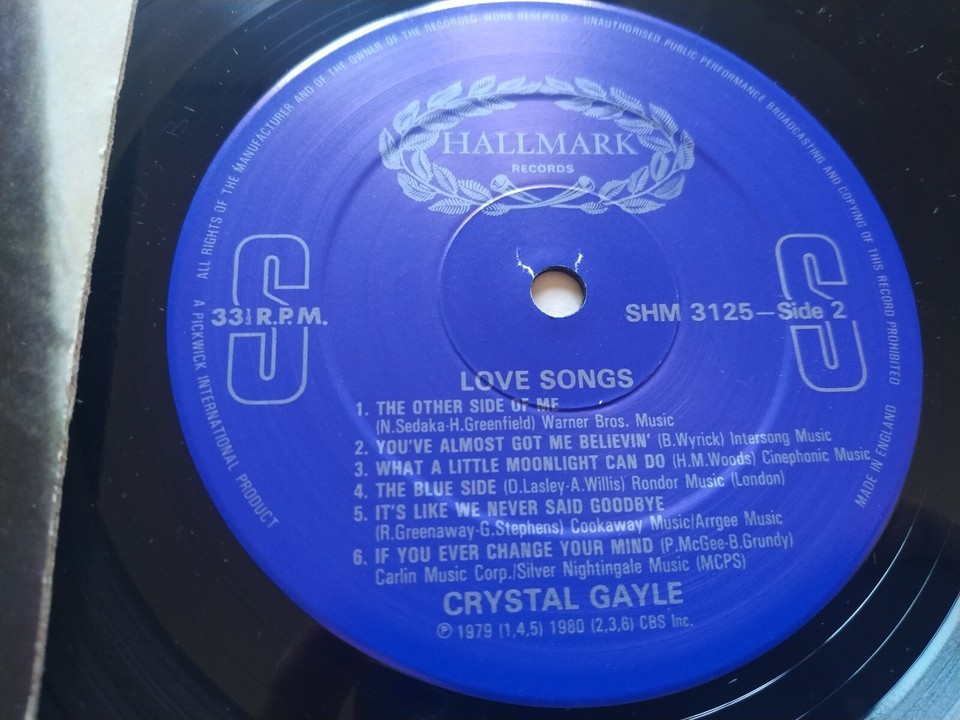 ALL RIGHTS OF THE MANUFACTURER AND OF THE OWNER OF THE RECORDED WORK RESERVED - UNAUTHORISED PUBLIC PERFORMANCE BROADCASTING AND COPYING OF THIS RECORD PROHIBITED
HALLMARK
RECORDS
S
S
33⅓ R.P.M.
SHM 3125—Side 2
LOVE SONGS
1. THE OTHER SIDE OF ME
(N.Sedaka-H.Greenfield) Warner Bros. Music
2. YOU'VE ALMOST GOT ME BELIEVIN' (B.Wyrick) Intersong Music
3. WHAT A LITTLE MOONLIGHT CAN DO (H.M.Woods) Cinephonic Music
4. THE BLUE SIDE (D.Lasley-A.Willis) Rondor Music (London)
5. IT'S LIKE WE NEVER SAID GOODBYE
(R.Greenaway-G.Stephens) Cookaway Music/Arrgee Music
6. IF YOU EVER CHANGE YOUR MIND (P.McGee-B.Grundy)
Carlin Music Corp./Silver Nightingale Music (MCPS)
CRYSTAL GAYLE
℗ 1979 (1,4,5) 1980 (2,3,6) CBS Inc.
A PICKWICK INTERNATIONAL PRODUCT
MADE IN ENGLAND